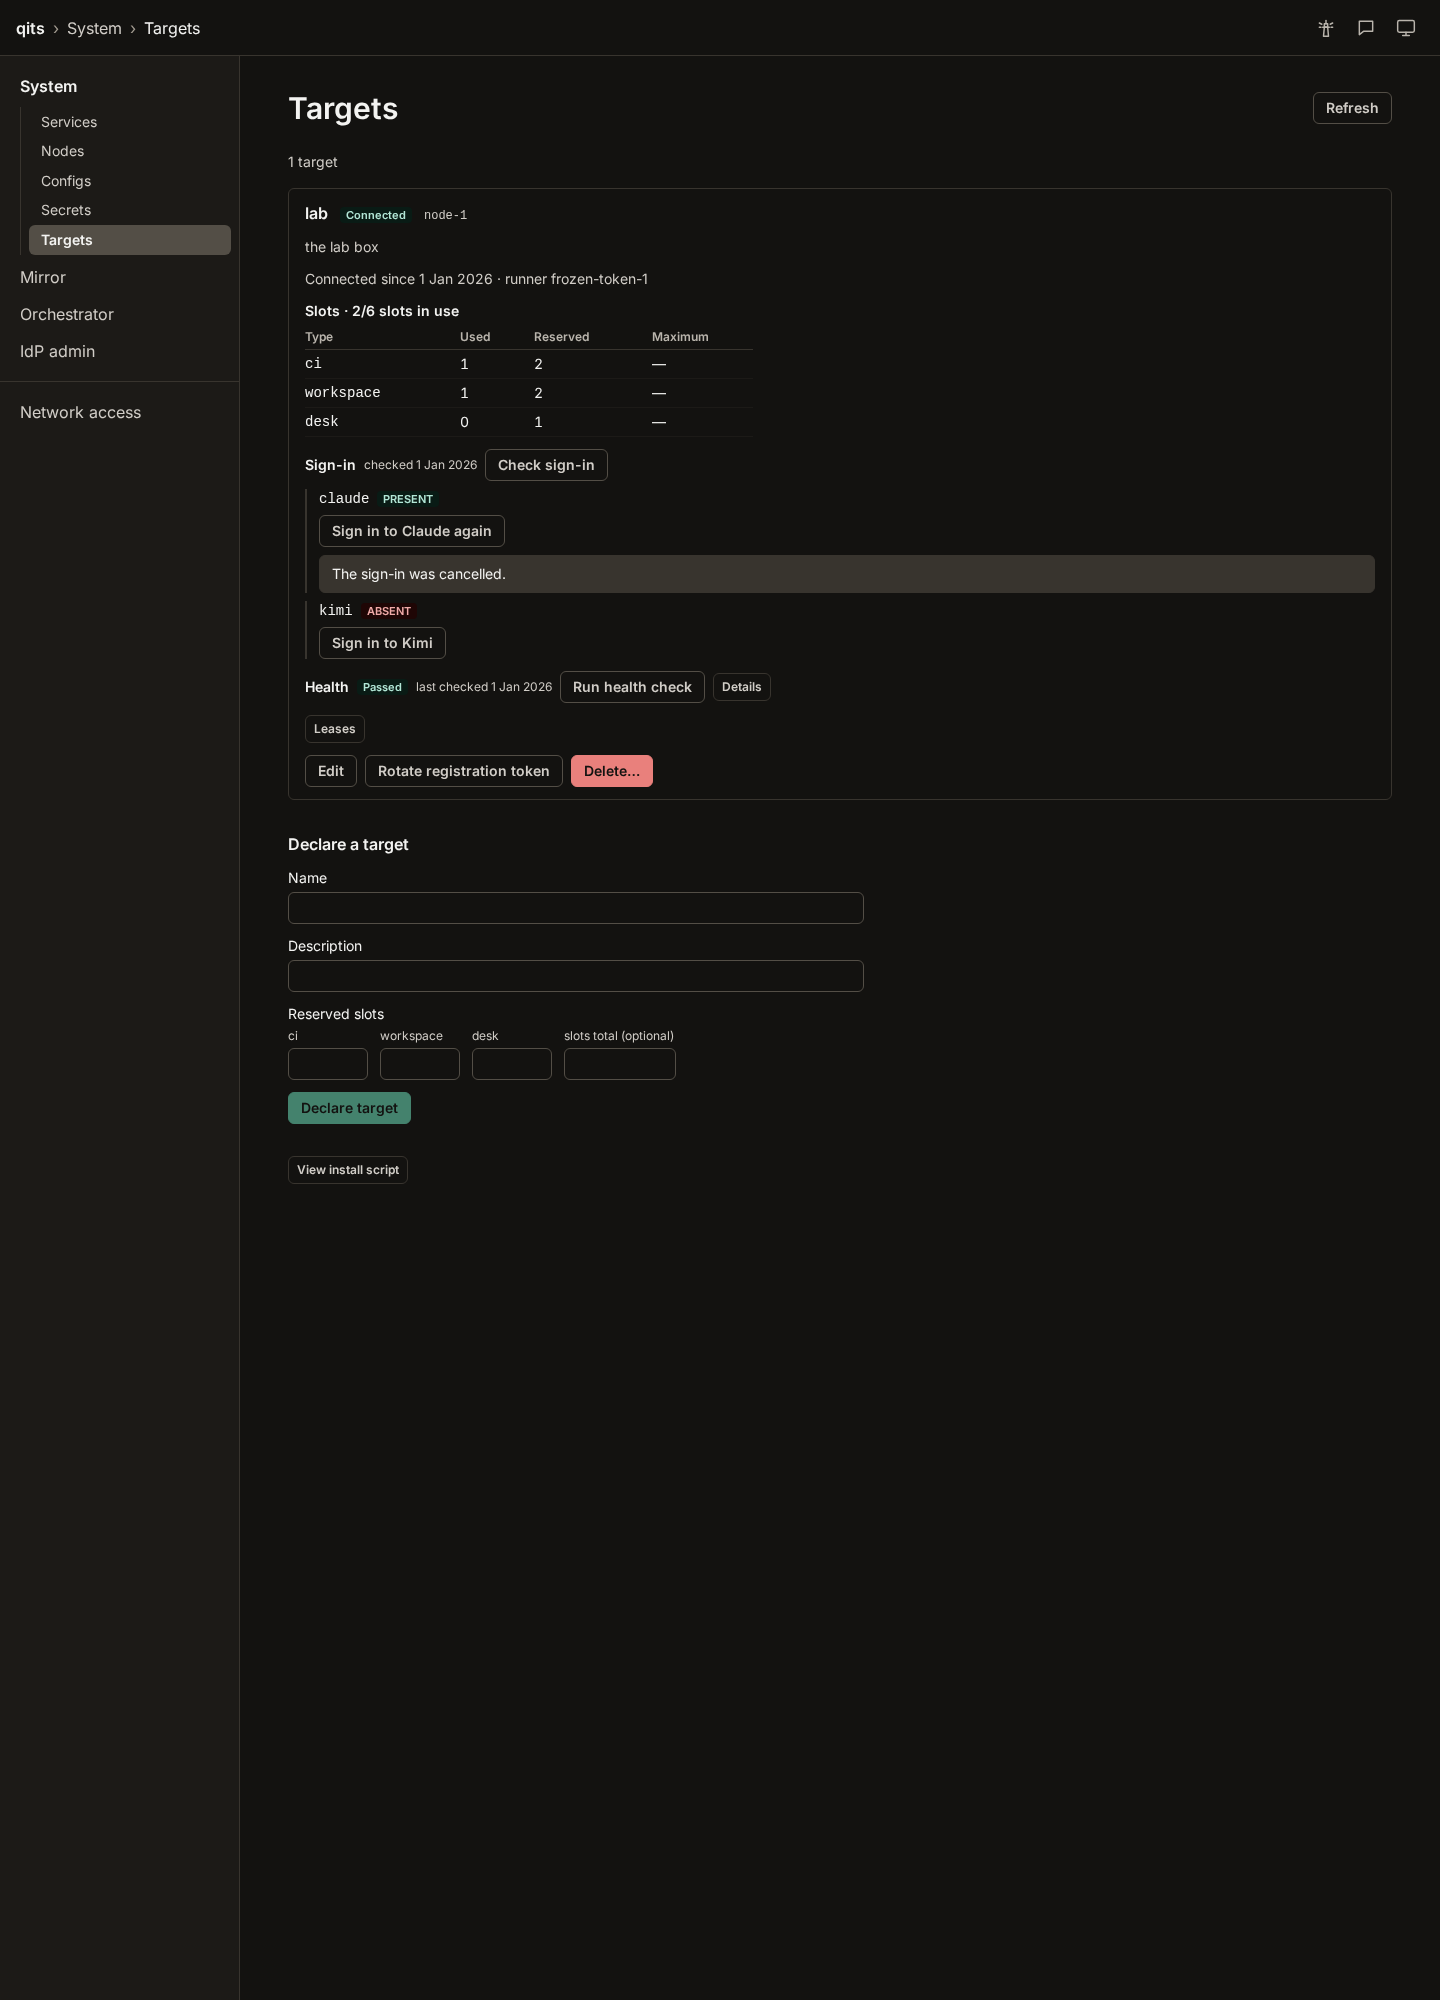 qits › System › Targets
System
Services
Nodes
Configs
Secrets
Targets
Mirror
Orchestrator
IdP admin
Network access
Targets
Refresh
1 target
lab Connected node-1
the lab box
Connected since 1 Jan 2026 · runner frozen-token-1
Slots · 2/6 slots in use
Type Used Reserved Maximum
ci 1 2 —
workspace 1 2 —
desk 0 1 —
Sign-in checked 1 Jan 2026 Check sign-in
claude PRESENT
Sign in to Claude again
The sign-in was cancelled.
kimi ABSENT
Sign in to Kimi
Health Passed last checked 1 Jan 2026 Run health check Details
Leases
Edit Rotate registration token Delete...
Declare a target
Name
Description
Reserved slots
ci workspace desk slots total (optional)
Declare target
View install script